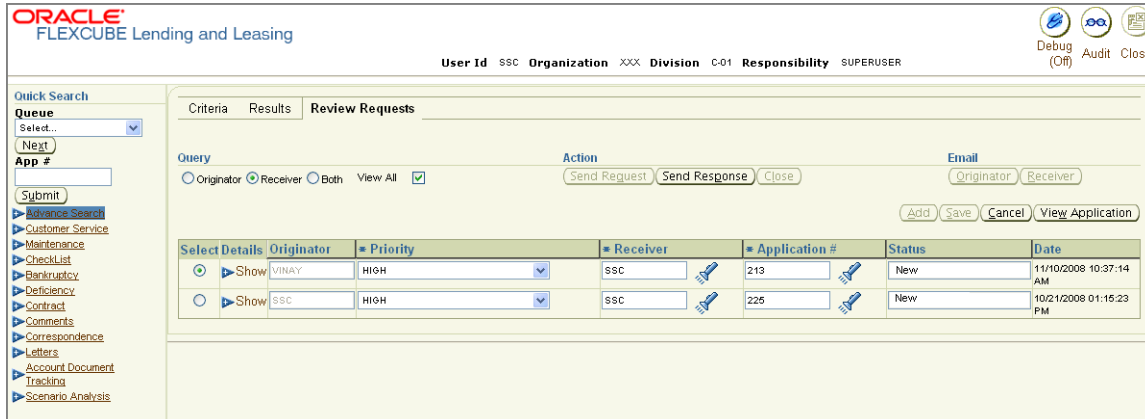 ORACLE
FLEXCUBE Lending and Leasing
Debug (Off)
Audit
Clos
User Id SSC Organization XXX Division C-01 Responsibility SUPERUSER
Quick Search
Queue
Select...
Next
App #
Submit
Advance Search
Customer Service
Maintenance
CheckList
Bankruptcy
Deficiency
Contract
Comments
Correspondence
Letters
Account Document
Tracking
Scenario Analysis
Criteria Results Review Requests
Query Action Email
Originator Receiver Both View All Send Request Send Response Close Originator Receiver
Add Save Cancel View Application
Select Details Originator * Priority * Receiver * Application # Status Date
Show VINAY HIGH SSC 213 New 11/10/2008 10:37:14
AM
Show SSC HIGH SSC 225 New 10/21/2008 01:15:23
PM